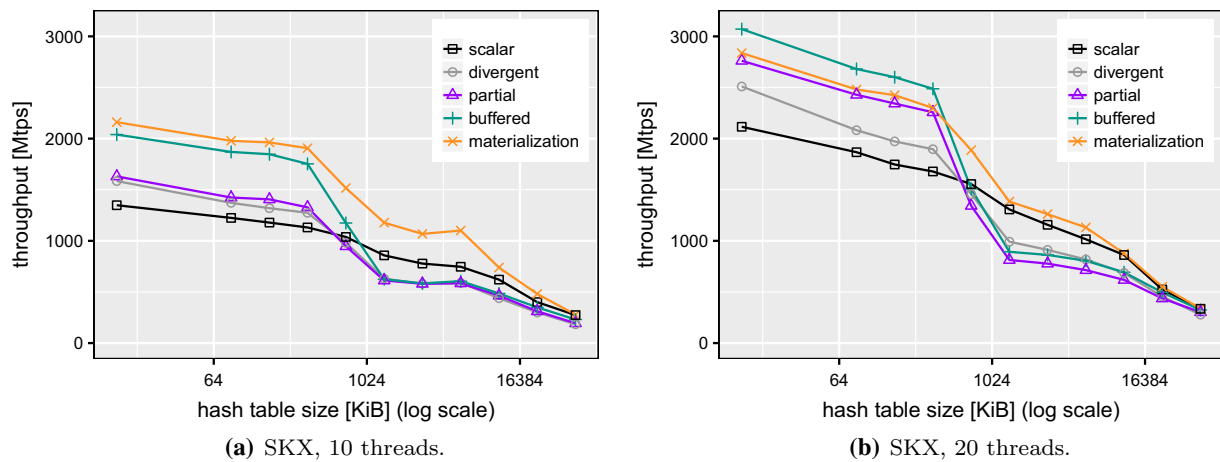 3000
2000
1000
0
throughput [Mtps]
scalar
divergent
partial
buffered
materialization
64
1024
16384
hash table size [KiB] (log scale)
(a) SKX, 10 threads.
3000
2000
1000
0
throughput [Mtps]
scalar
divergent
partial
buffered
materialization
64
1024
16384
hash table size [KiB] (log scale)
(b) SKX, 20 threads.